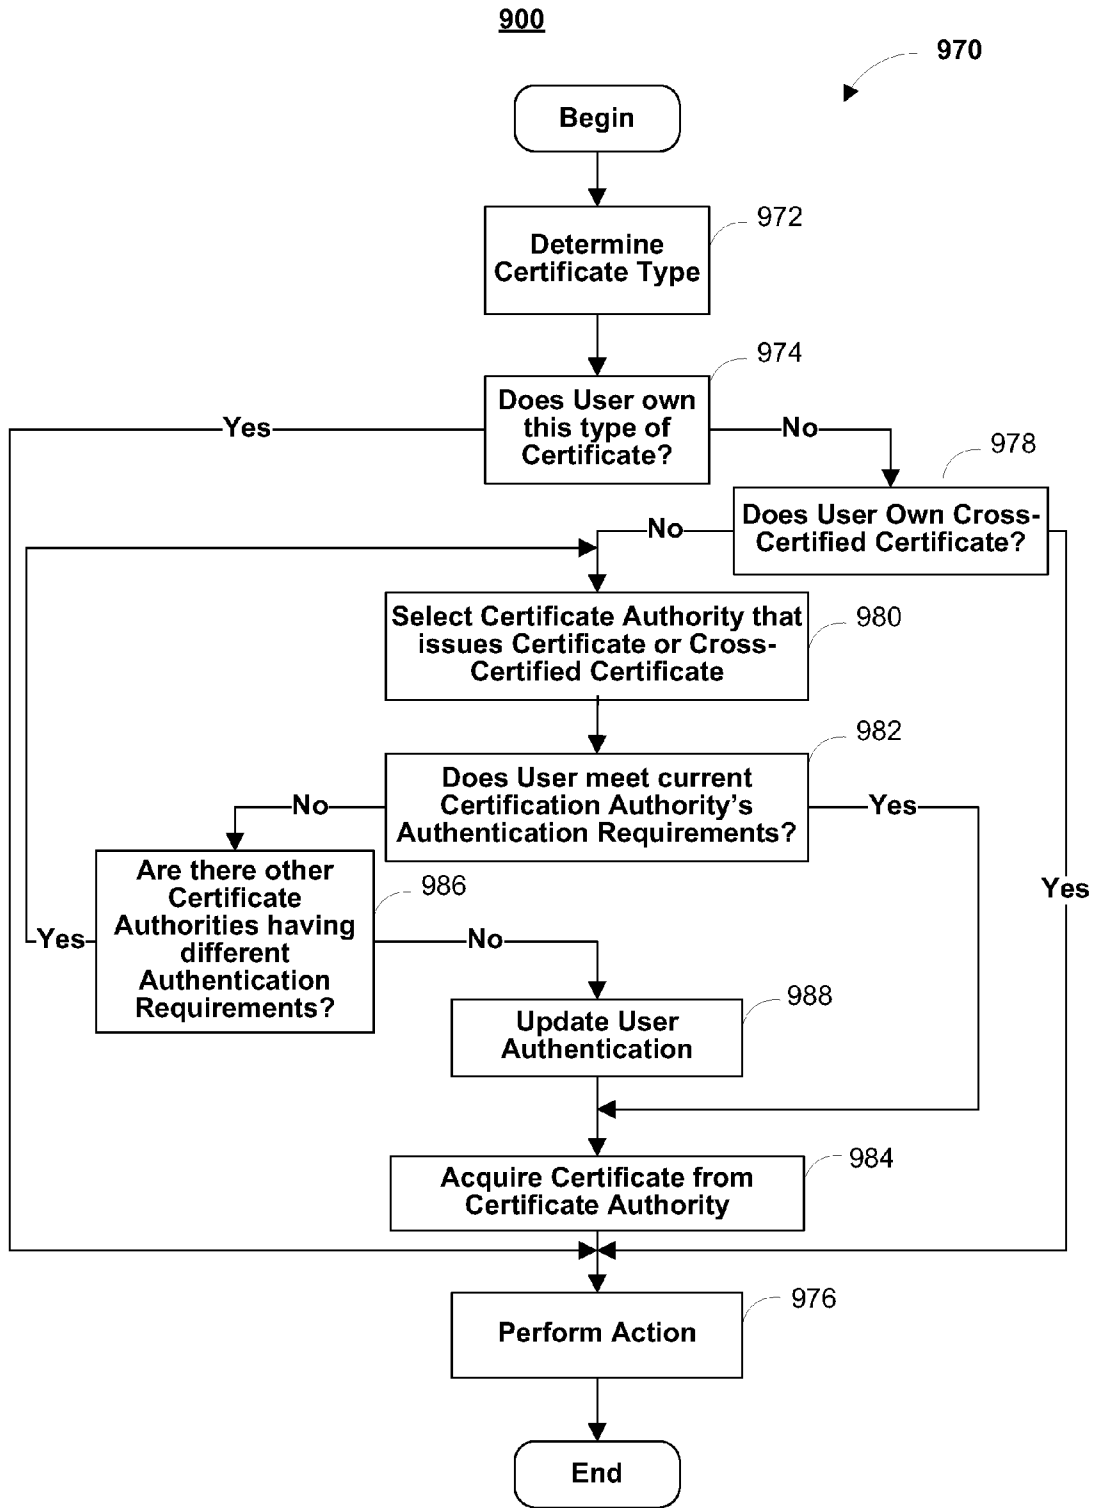 900
970
Begin
972
Determine
Certificate Type
974
Does User own
this type of
Certificate?
Yes
No
978
Does User Own Cross-
Certified Certificate?
No
980
Select Certificate Authority that
issues Certificate or Cross-
Certified Certificate
982
Does User meet current
Certification Authority's
Authentication Requirements?
No
Yes
Are there other
Certificate
Authorities having
different
Authentication
Requirements?
986
Yes
Yes
No
988
Update User
Authentication
984
Acquire Certificate from
Certificate Authority
976
Perform Action
End